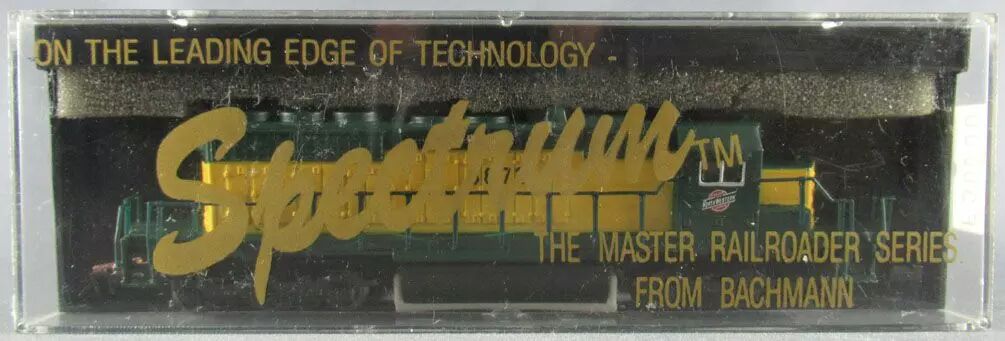 ON THE LEADING EDGE OF TECHNOLOGY -
Spectrum™
THE MASTER RAILROADER SERIES
FROM BACHMANN